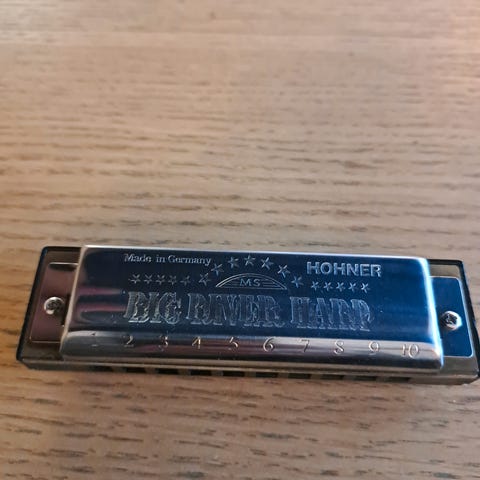 Made in Germany
HOHNER
MS
BIG RIVER HARP
1 2 3 4 5 6 7 8 9 10